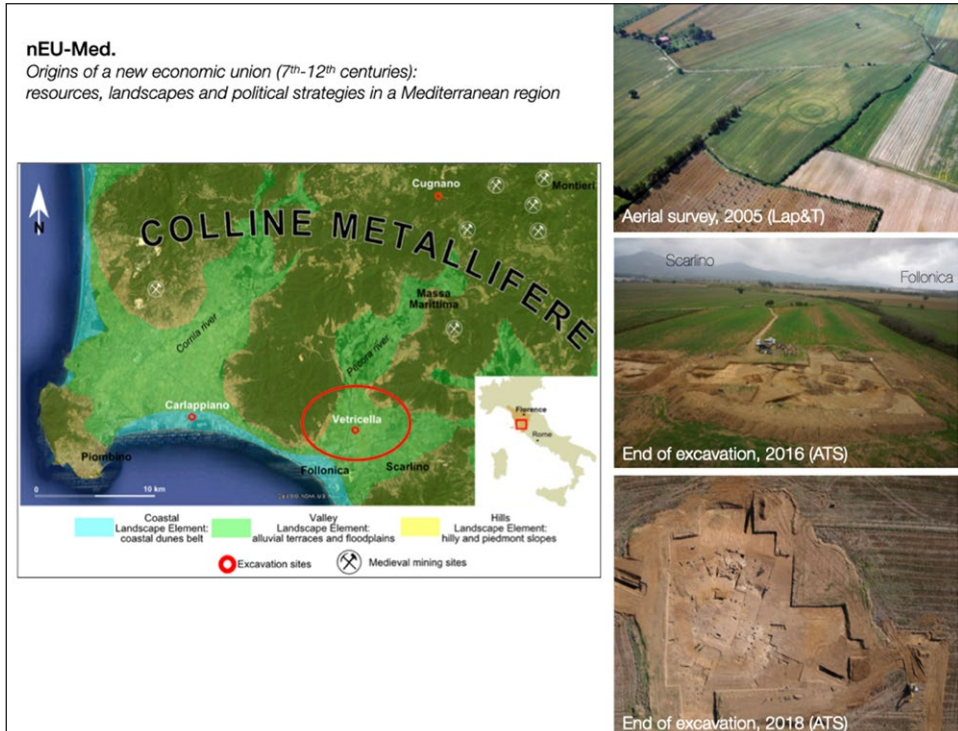 nEU-Med.
Origins of a new economic union (7th-12th centuries):
resources, landscapes and political strategies in a Mediterranean region
N
Cugnano
Montieri
COLLINE METALLIFERE
Massa
Marittima
Cornia river
Pecora river
Carlappiano
Vetricella
Piombino
Follonica
Scarlino
Florence
Rome
0 10 km
Coastal
Landscape Element:
coastal dunes belt
Valley
Landscape Element:
alluvial terraces and floodplains
Hills
Landscape Element:
hilly and piedmont slopes
Excavation sites
Medieval mining sites
Aerial survey, 2005 (Lap&T)
Scarlino
Follonica
End of excavation, 2016 (ATS)
End of excavation, 2018 (ATS)